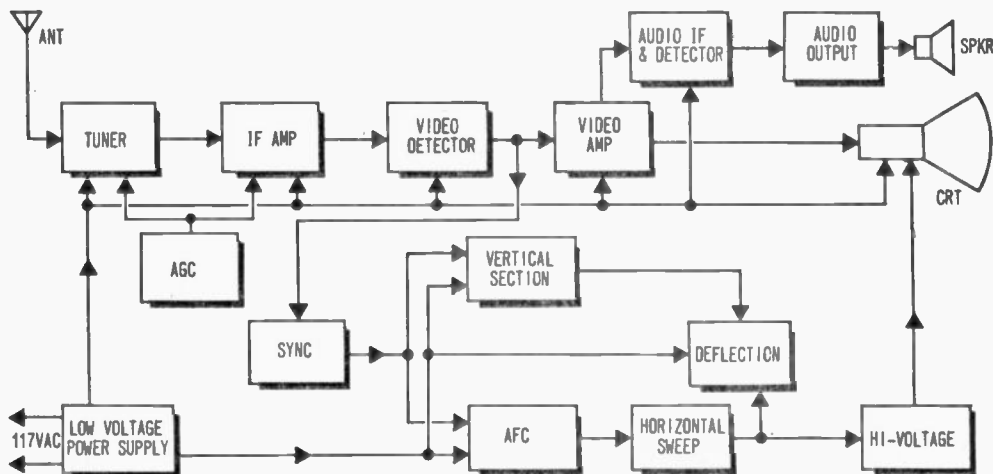 ANT
TUNER
IF AMP
VIDEO
DETECTOR
VIDEO
AMP
AUDIO IF
& DETECTOR
AUDIO
OUTPUT
SPKR
CRT
AGC
VERTICAL
SECTION
SYNC
DEFLECTION
117VAC
LOW VOLTAGE
POWER SUPPLY
AFC
HORIZONTAL
SWEEP
HI-VOLTAGE